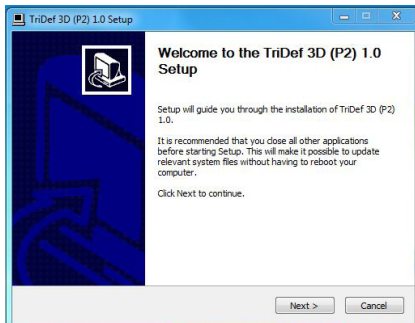 TriDef 3D (P2) 1.0 Setup
Welcome to the TriDef 3D (P2) 1.0
Setup
Setup will guide you through the installation of TriDef 3D (P2)
1.0.
It is recommended that you close all other applications
before starting Setup. This will make it possible to update
relevant system files without having to reboot your
computer.
Click Next to continue.
Next >
Cancel